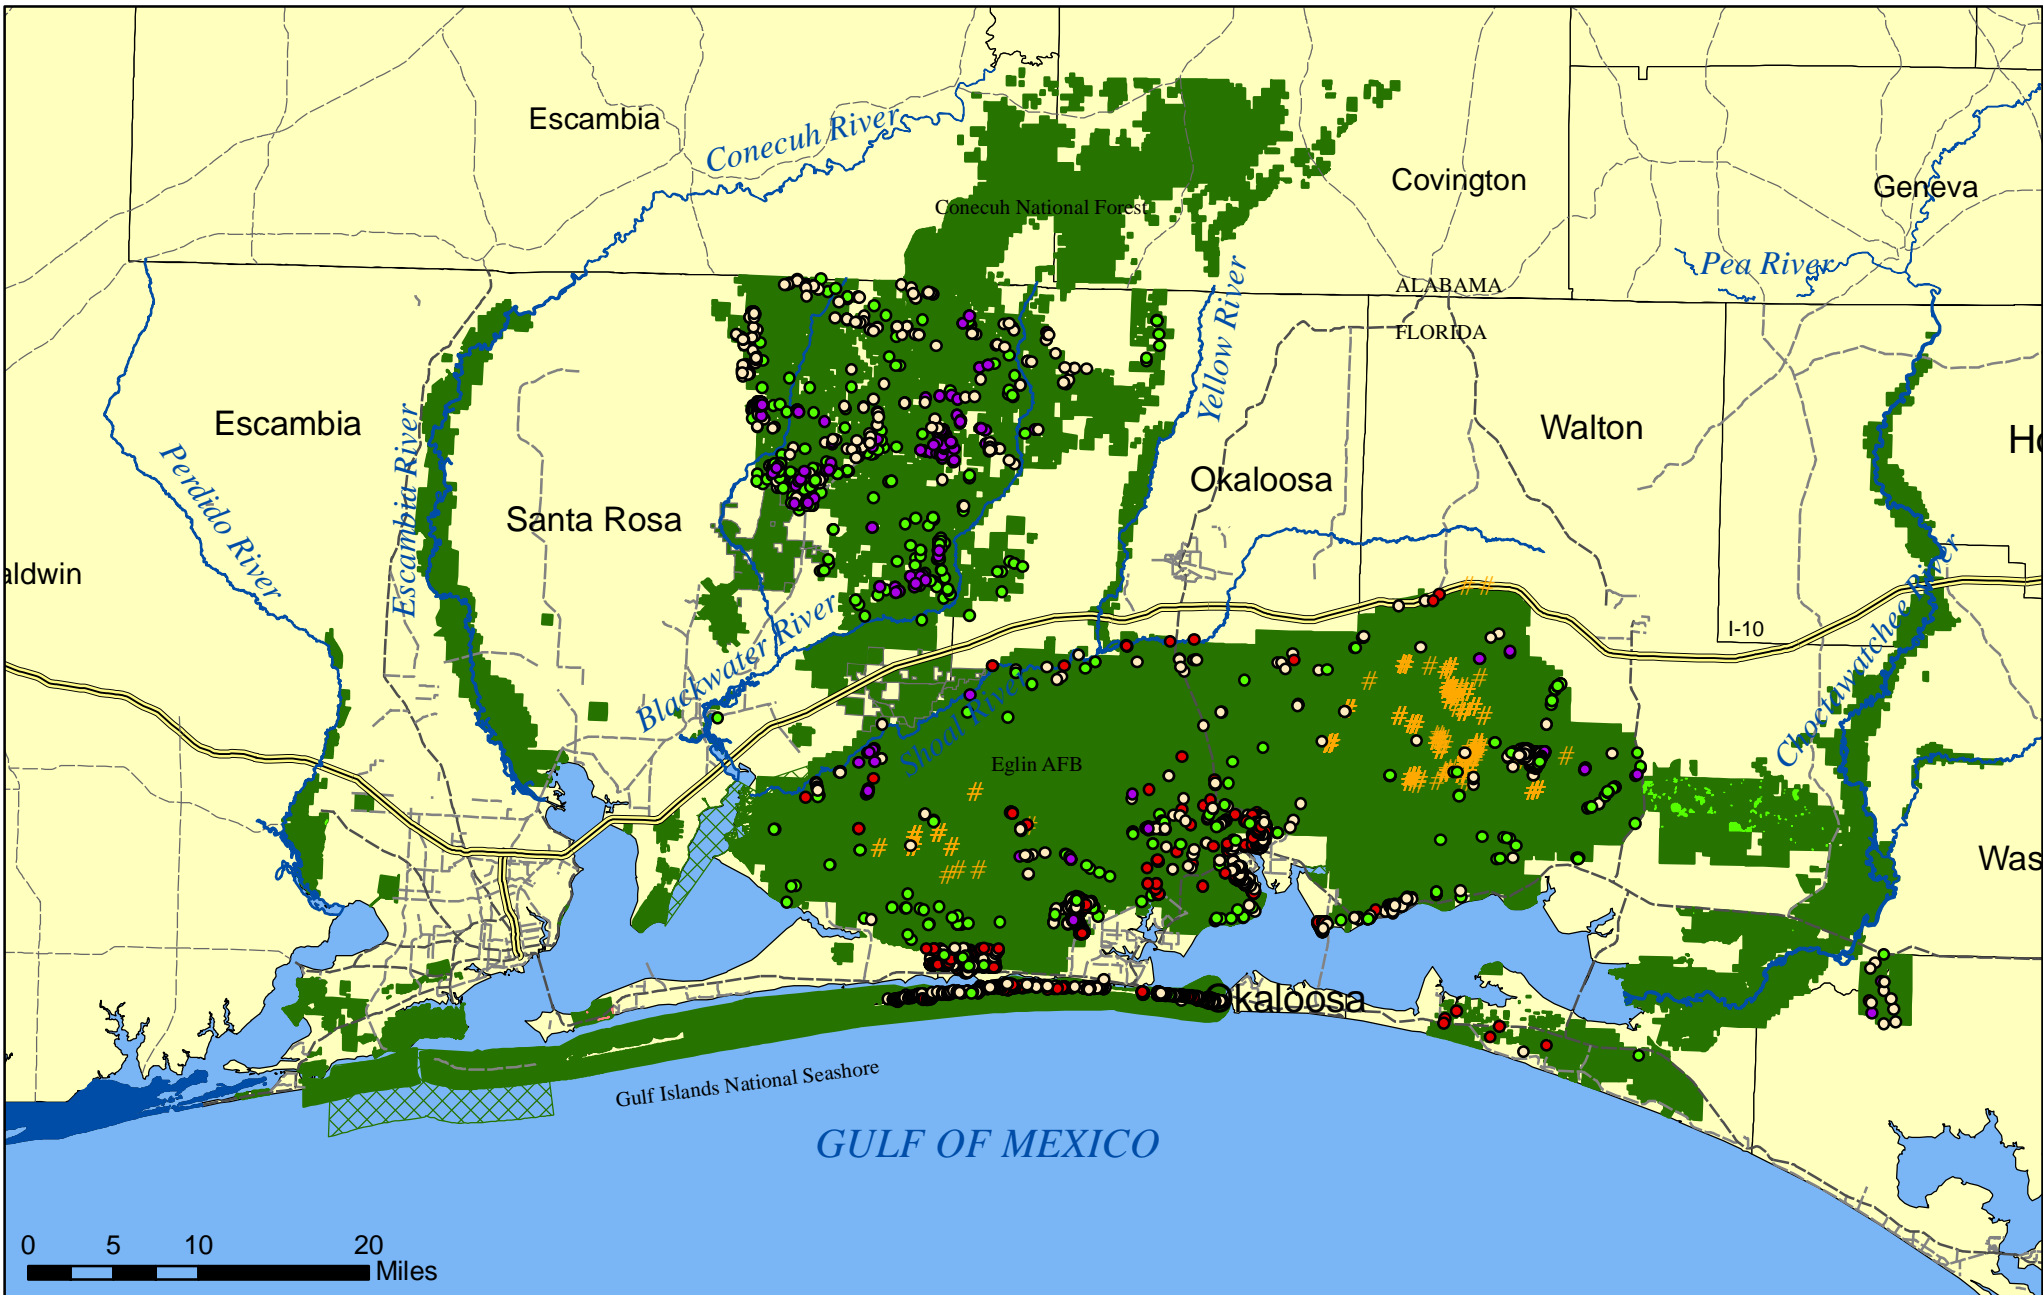 Escambia
Conecuh River
Covington
Geneva
Conecuh National Forest
Pea River
ALABAMA
FLORIDA
Yellow River
Escambia
Escambia River
Perdido River
Santa Rosa
Okaloosa
Walton
Ho
aldwin
Choctawhatchee River
I-10
Blackwater River
Shoal River
Eglin AFB
Was
Okaloosa
Gulf Islands National Seashore
GULF OF MEXICO
0 5 10 20
Miles